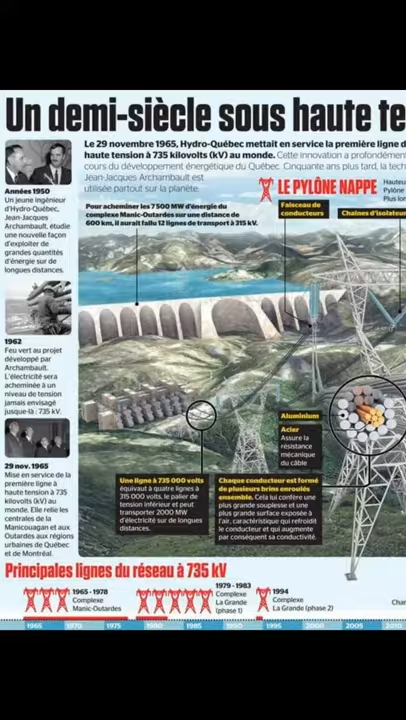 Un demi-siècle sous haute te
Le 29 novembre 1965, Hydro-Québec mettait en service la première ligne d
haute tension à 735 kilovolts (kV) au monde. Cette innovation a profondément
cours du développement énergétique du Québec. Cinquante ans plus tard, la tech
Jean-Jacques Archambault est
utilisée partout sur la planète.
LE PYLÔNE NAPPE
Hauteu
Pylône
Plus lon
Années 1950
Un jeune ingénieur
d'Hydro-Québec,
Jean-Jacques
Archambault, étudie
une nouvelle façon
d'exploiter de
grandes quantités
d'énergie sur de
longues distances.
Pour acheminer les 7 500 MW d'énergie du
complexe Manic-Outardes sur une distance de
600 km, il aurait fallu 12 lignes de transport à 315 kV.
Faisceau de
conducteurs
Chaînes d'isolateur
1962
Feu vert au projet
développé par
Archambault.
L'électricité sera
acheminée à un
niveau de tension
jamais envisagé
jusque-là : 735 kV.
Aluminium
Acier
Assure la
résistance
mécanique
du câble
29 nov. 1965
Mise en service de la
première ligne à
haute tension à 735
kilovolts (kV) au
monde. Elle relie les
centrales de la
Manicouagan et aux
Outardes aux régions
urbaines de Québec
et de Montréal.
Une ligne à 735 000 volts
équivaut à quatre lignes à
315 000 volts, le palier de
tension inférieur et peut
transporter 2000 MW
d'électricité sur de longues
distances.
Chaque conducteur est formé
de plusieurs brins enroulés
ensemble. Cela lui confère une
plus grande souplesse et une
plus grande surface exposée à
l'air, caractéristique qui refroidit
le conducteur et qui augmente
par conséquent sa conductivité.
Principales lignes du réseau à 735 kV
1965 - 1978
Complexe
Manic-Outardes
1979 - 1983
Complexe
La Grande
(phase 1)
1994
Complexe
La Grande (phase 2)
Char
1965 1970 1975 1980 1985 1990 1995 2000 2005 2010